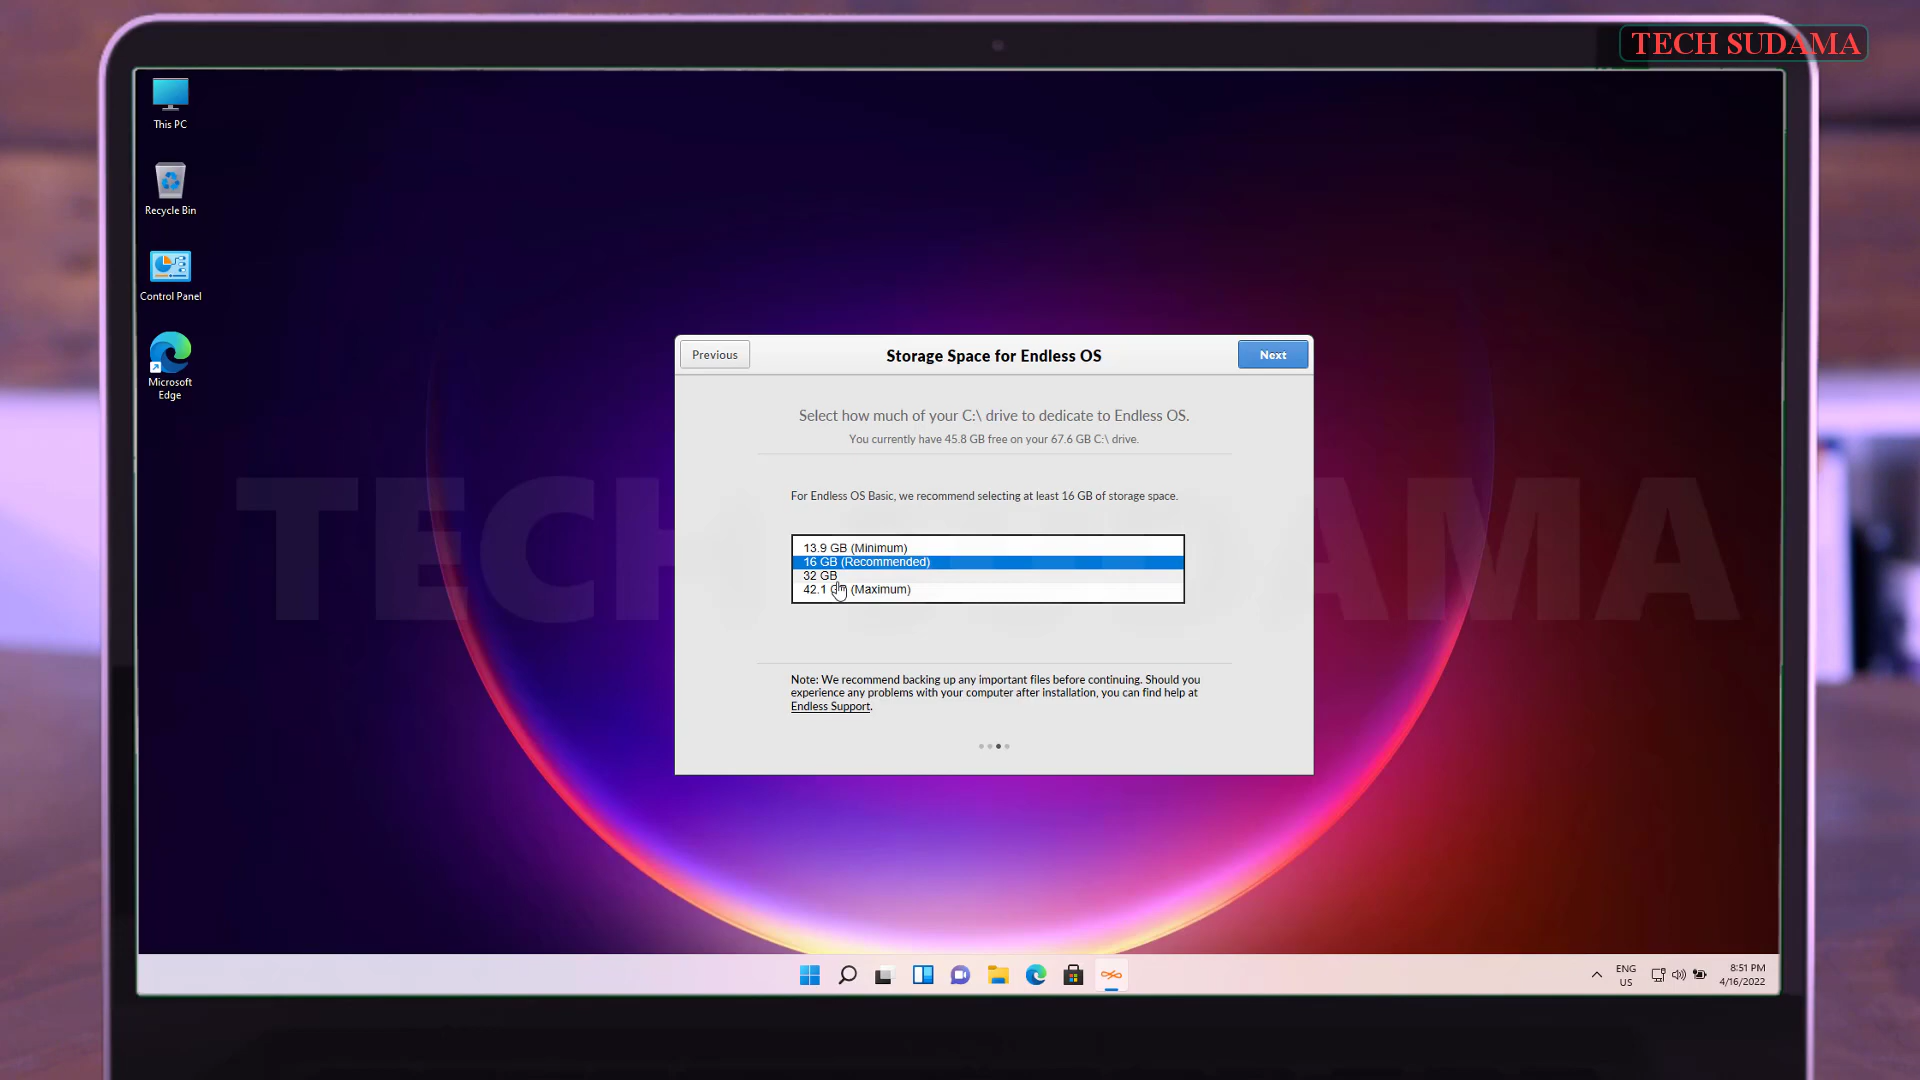 TECH SUDAMA
This PC
Recycle Bin
Control Panel
Microsoft
Edge
Previous
Storage Space for Endless OS
Next
Select how much of your C:\ drive to dedicate to Endless OS.
You currently have 45.8 GB free on your 67.6 GB C:\ drive.
For Endless OS Basic, we recommend selecting at least 16 GB of storage space.
TECH SUDAMA
13.9 GB (Minimum)
16 GB (Recommended)
32 GB
42.1 (Maximum)
Note: We recommend backing up any important files before continuing. Should you
experience any problems with your computer after installation, you can find help at
Endless Support.
ENG
US
8:51 PM
4/16/2022